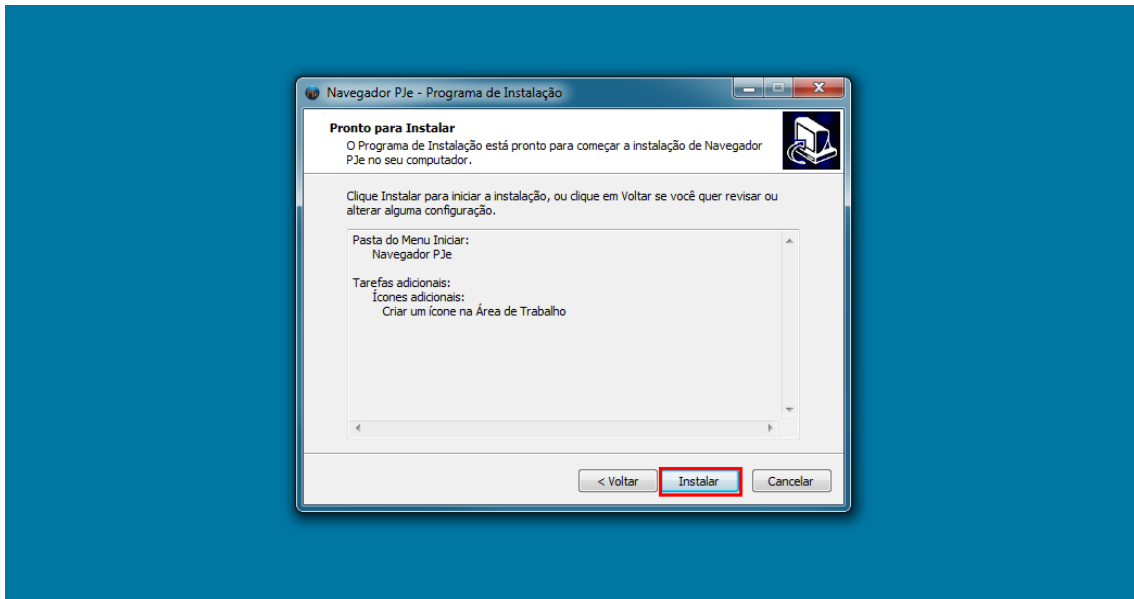 Navegador PJe - Programa de Instalação
Pronto para Instalar
O Programa de Instalação está pronto para começar a instalação de Navegador
PJe no seu computador.
Clique Instalar para iniciar a instalação, ou clique em Voltar se você quer revisar ou
alterar alguma configuração.
Pasta do Menu Iniciar:
Navegador PJe
Tarefas adicionais:
Ícones adicionais:
Criar um ícone na Área de Trabalho
< Voltar
Instalar
Cancelar